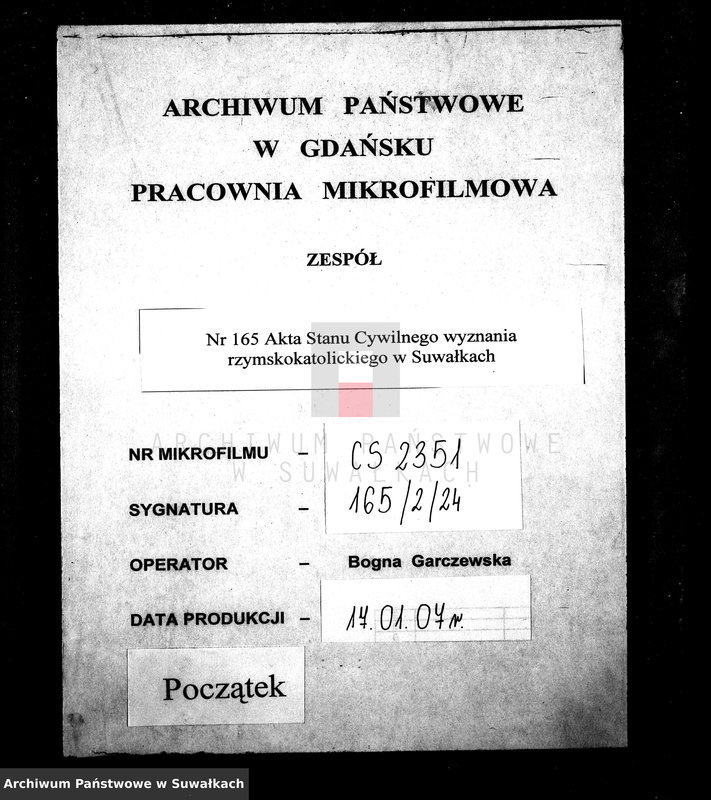 ARCHIWUM PAŃSTWOWE
W GDAŃSKU
PRACOWNIA MIKROFILMOWA
ZESPÓŁ
Nr 165 Akta Stanu Cywilnego wyznania
rzymskokatolickiego w Suwałkach
ARCHIWUM PAŃSTWOWE
W SUWAŁKACH
NR MIKROFILMU – CS 2351
SYGNATURA – 165/2/24
OPERATOR – Bogna Garczewska
DATA PRODUKCJI – 17.01.07 r.
Początek
Archiwum Państwowe w Suwałkach